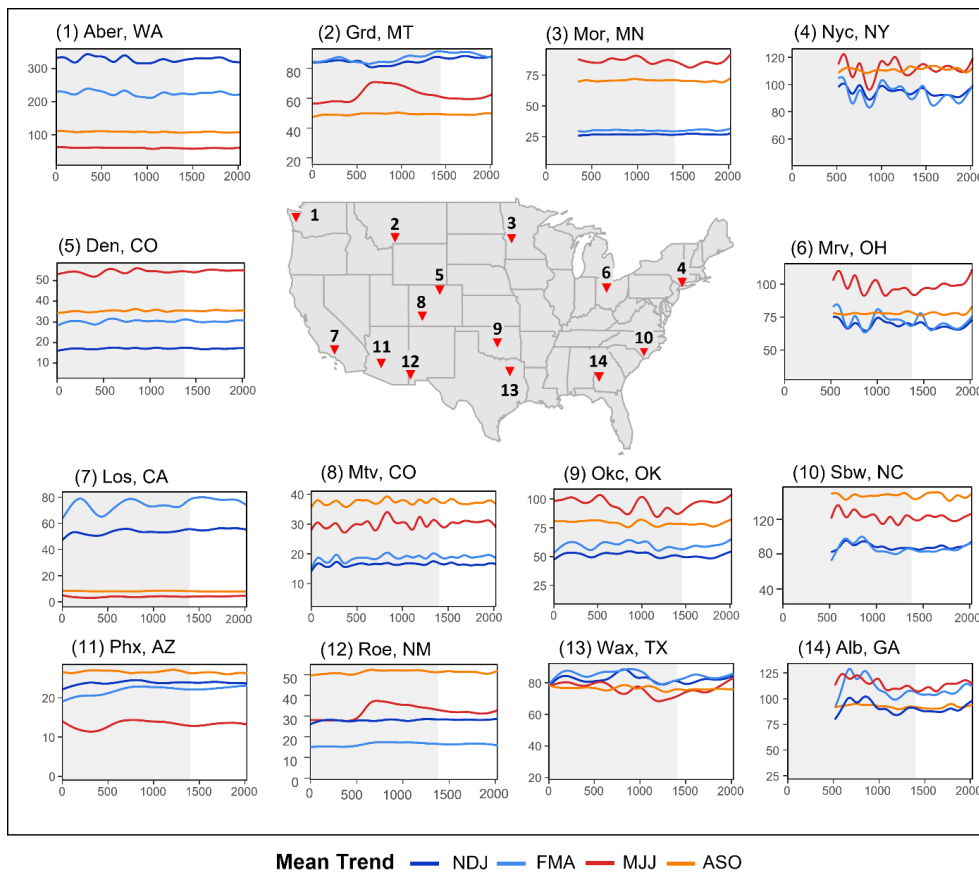 (1) Aber, WA
300
200
100
0 500 1000 1500 2000
(2) Grd, MT
80
60
40
20
0 500 1000 1500 2000
(3) Mor, MN
75
50
25
0 500 1000 1500 2000
(4) Nyc, NY
120
100
80
60
40
0 500 1000 1500 2000
(5) Den, CO
50
40
30
20
10
0 500 1000 1500 2000
1
2
3
4
5
6
7
8
9
10
11
12
13
14
(6) Mrv, OH
100
75
50
0 500 1000 1500 2000
(7) Los, CA
80
60
40
20
0
0 500 1000 1500 2000
(8) Mtv, CO
40
30
20
10
0 500 1000 1500 2000
(9) Okc, OK
100
75
50
25
0 500 1000 1500 2000
(10) Sbw, NC
120
80
40
0 500 1000 1500 2000
(11) Phx, AZ
20
10
0
0 500 1000 1500 2000
(12) Roe, NM
50
40
30
20
10
0
0 500 1000 1500 2000
(13) Wax, TX
80
60
40
20
0 500 1000 1500 2000
(14) Alb, GA
125
100
75
50
25
0 500 1000 1500 2000
Mean Trend NDJ FMA MJJ ASO